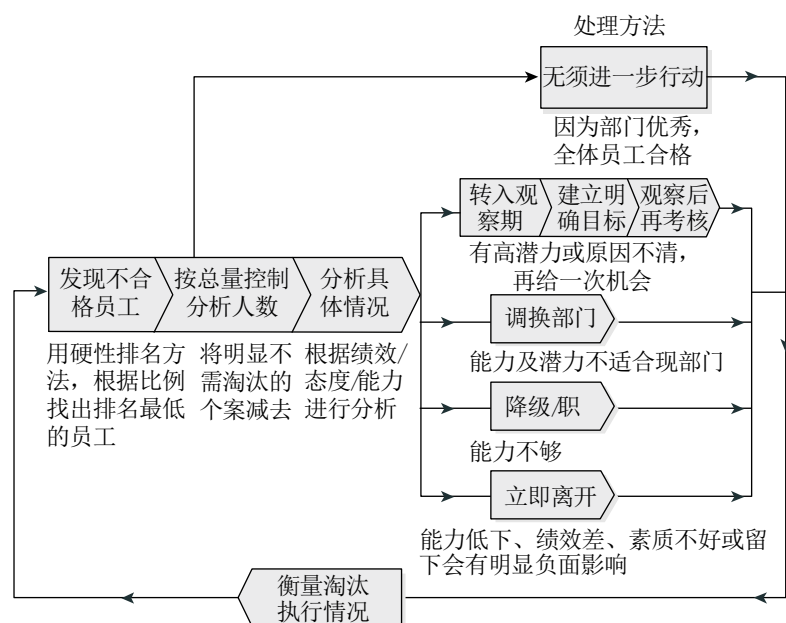 处理方法
无须进一步行动
因为部门优秀，
全体员工合格
转入观
察期
建立明
确目标
观察后
再考核
有高潜力或原因不清，
再给一次机会
发现不合
格员工
按总量控制
分析人数
分析具
体情况
用硬性排名方
法，根据比例
找出排名最低
的员工
将明显不
需淘汰的
个案减去
根据绩效/
态度/能力
进行分析
调换部门
能力及潜力不适合现部门
降级/职
能力不够
立即离开
能力低下、绩效差、素质不好或留
下会有明显负面影响
衡量淘汰
执行情况